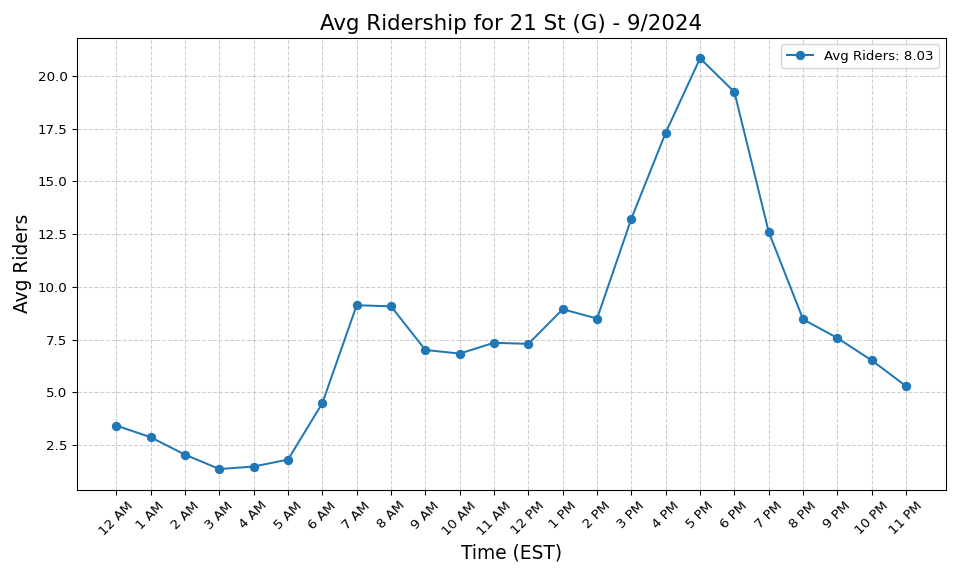 Avg Ridership for 21 St (G) - 9/2024
Avg Riders: 8.03
Avg Riders
20.0
17.5
15.0
12.5
10.0
7.5
5.0
2.5
12 AM
1 AM
2 AM
3 AM
4 AM
5 AM
6 AM
7 AM
8 AM
9 AM
10 AM
11 AM
12 PM
1 PM
2 PM
3 PM
4 PM
5 PM
6 PM
7 PM
8 PM
9 PM
10 PM
11 PM
Time (EST)